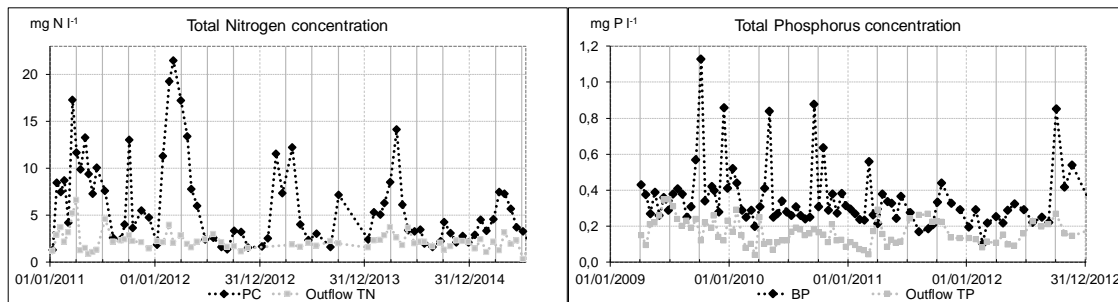 mg N l-1 Total Nitrogen concentration
20
15
10
5
0
01/01/2011 01/01/2012 31/12/2012 31/12/2013 31/12/2014
PC Outflow TN
mg P l-1 Total Phosphorus concentration
1,2
1,0
0,8
0,6
0,4
0,2
0,0
01/01/2009 01/01/2010 01/01/2011 01/01/2012 31/12/2012
BP Outflow TP